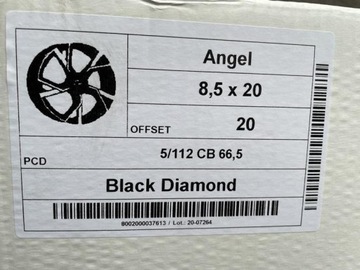 Angel
8,5 x 20
OFFSET 20
PCD 5/112 CB 66,5
Black Diamond
8002000037613 / Lot.: 20-07264